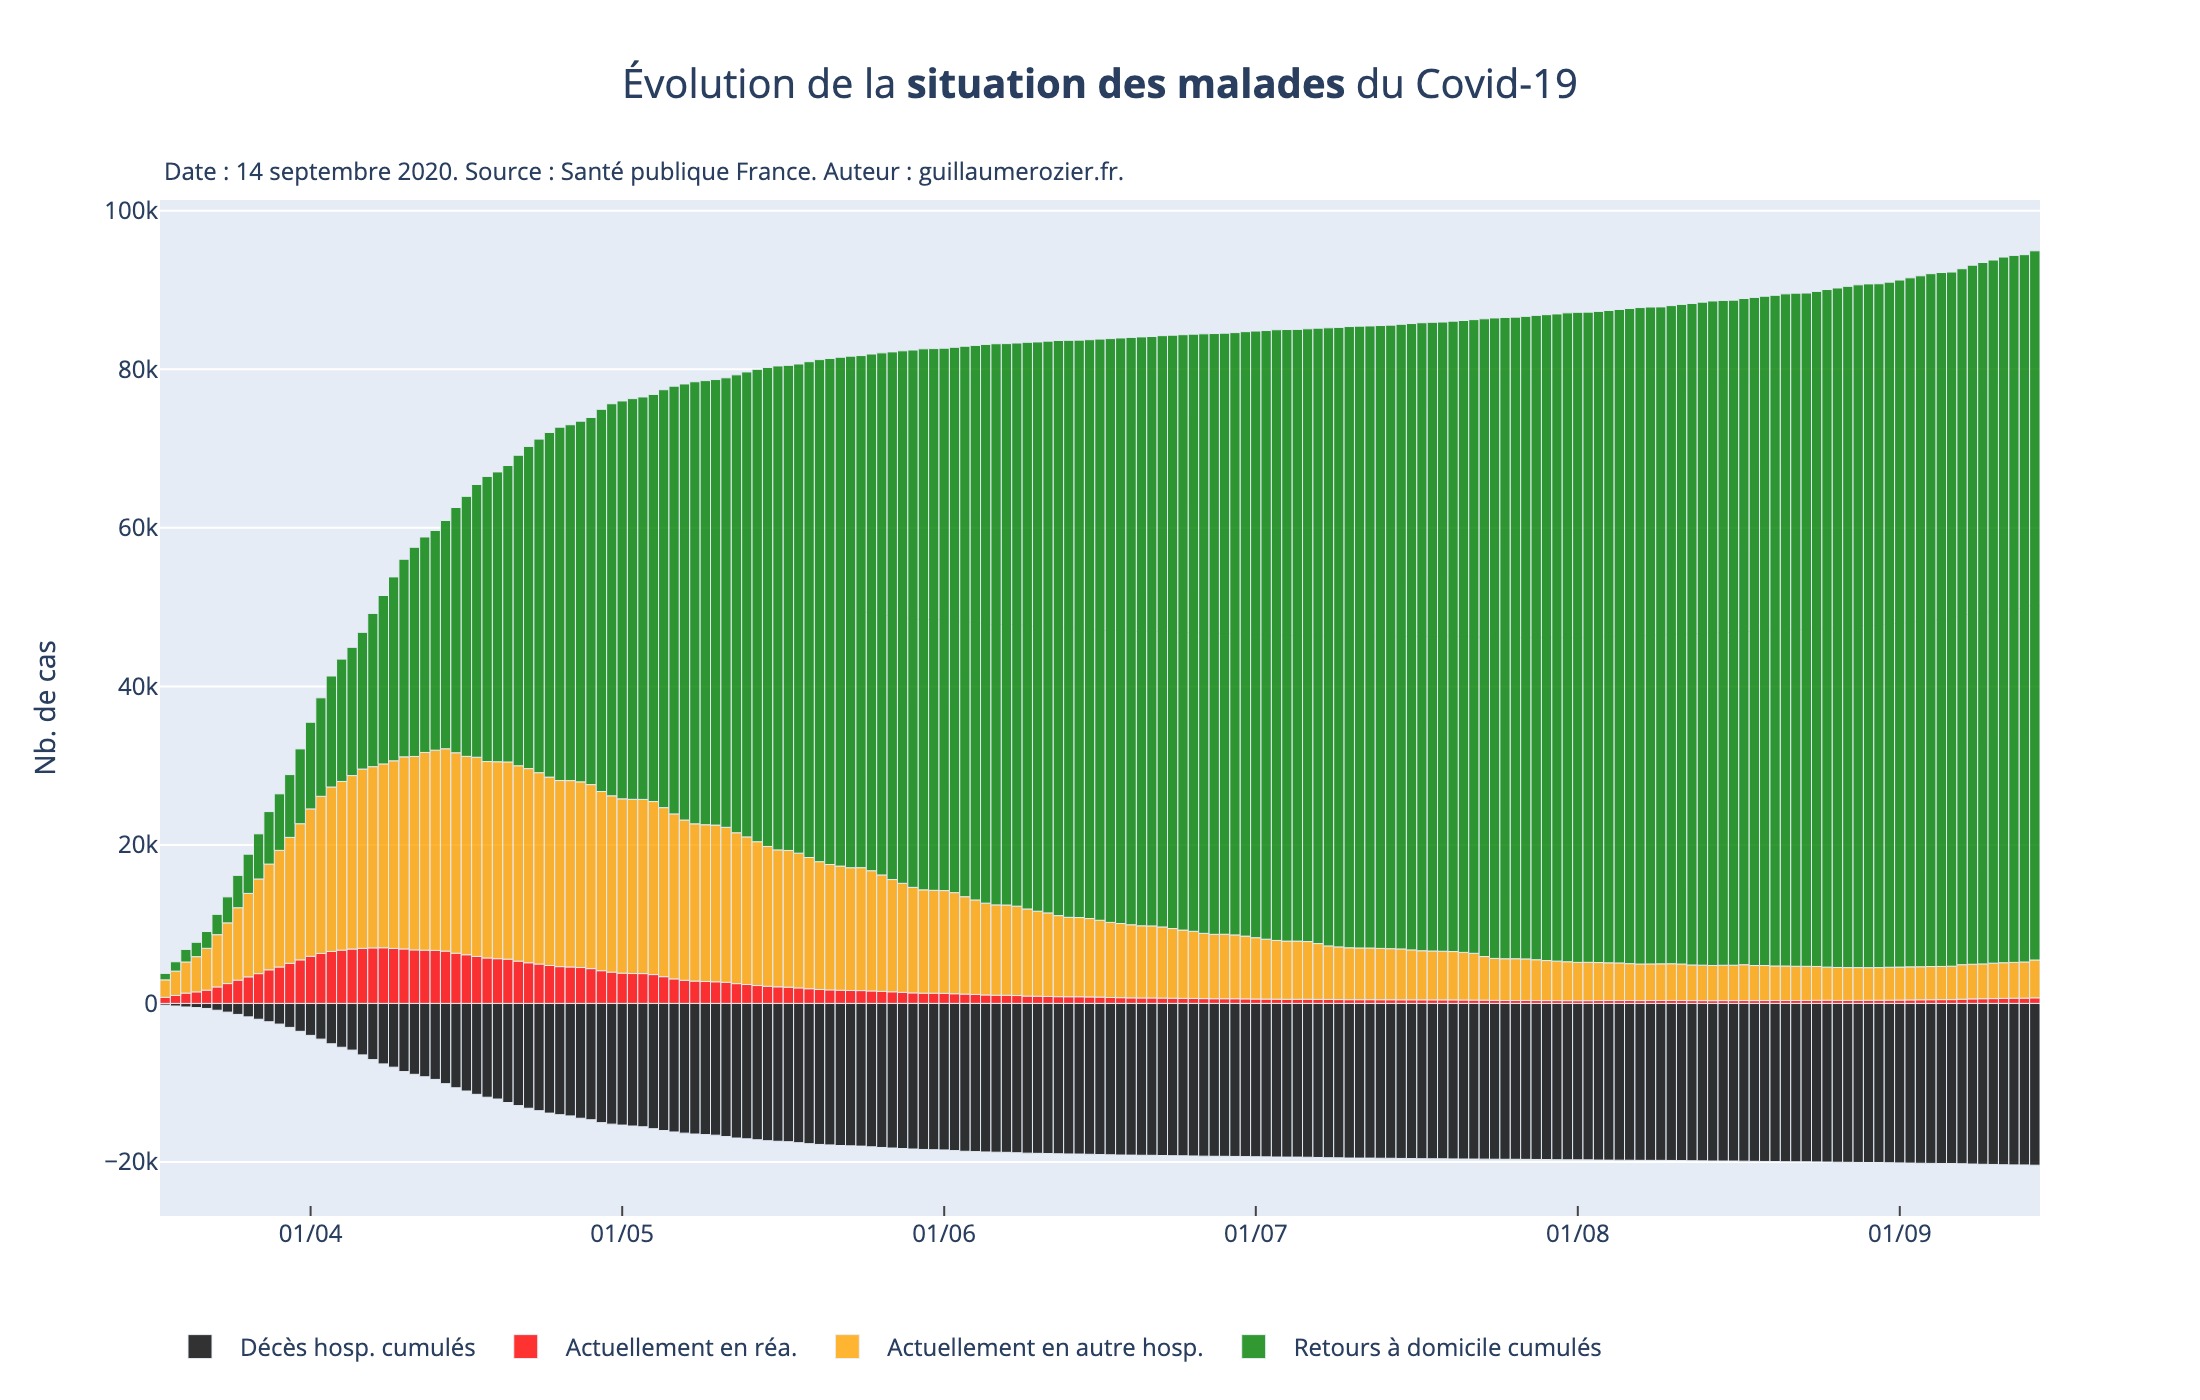 Évolution de la situation des malades du Covid-19
Date : 14 septembre 2020. Source : Santé publique France. Auteur : guillaumerozier.fr.
100k
80k
60k
40k
20k
0
−20k
Nb. de cas
01/04 01/05 01/06 01/07 01/08 01/09
Décès hosp. cumulés Actuellement en réa. Actuellement en autre hosp. Retours à domicile cumulés